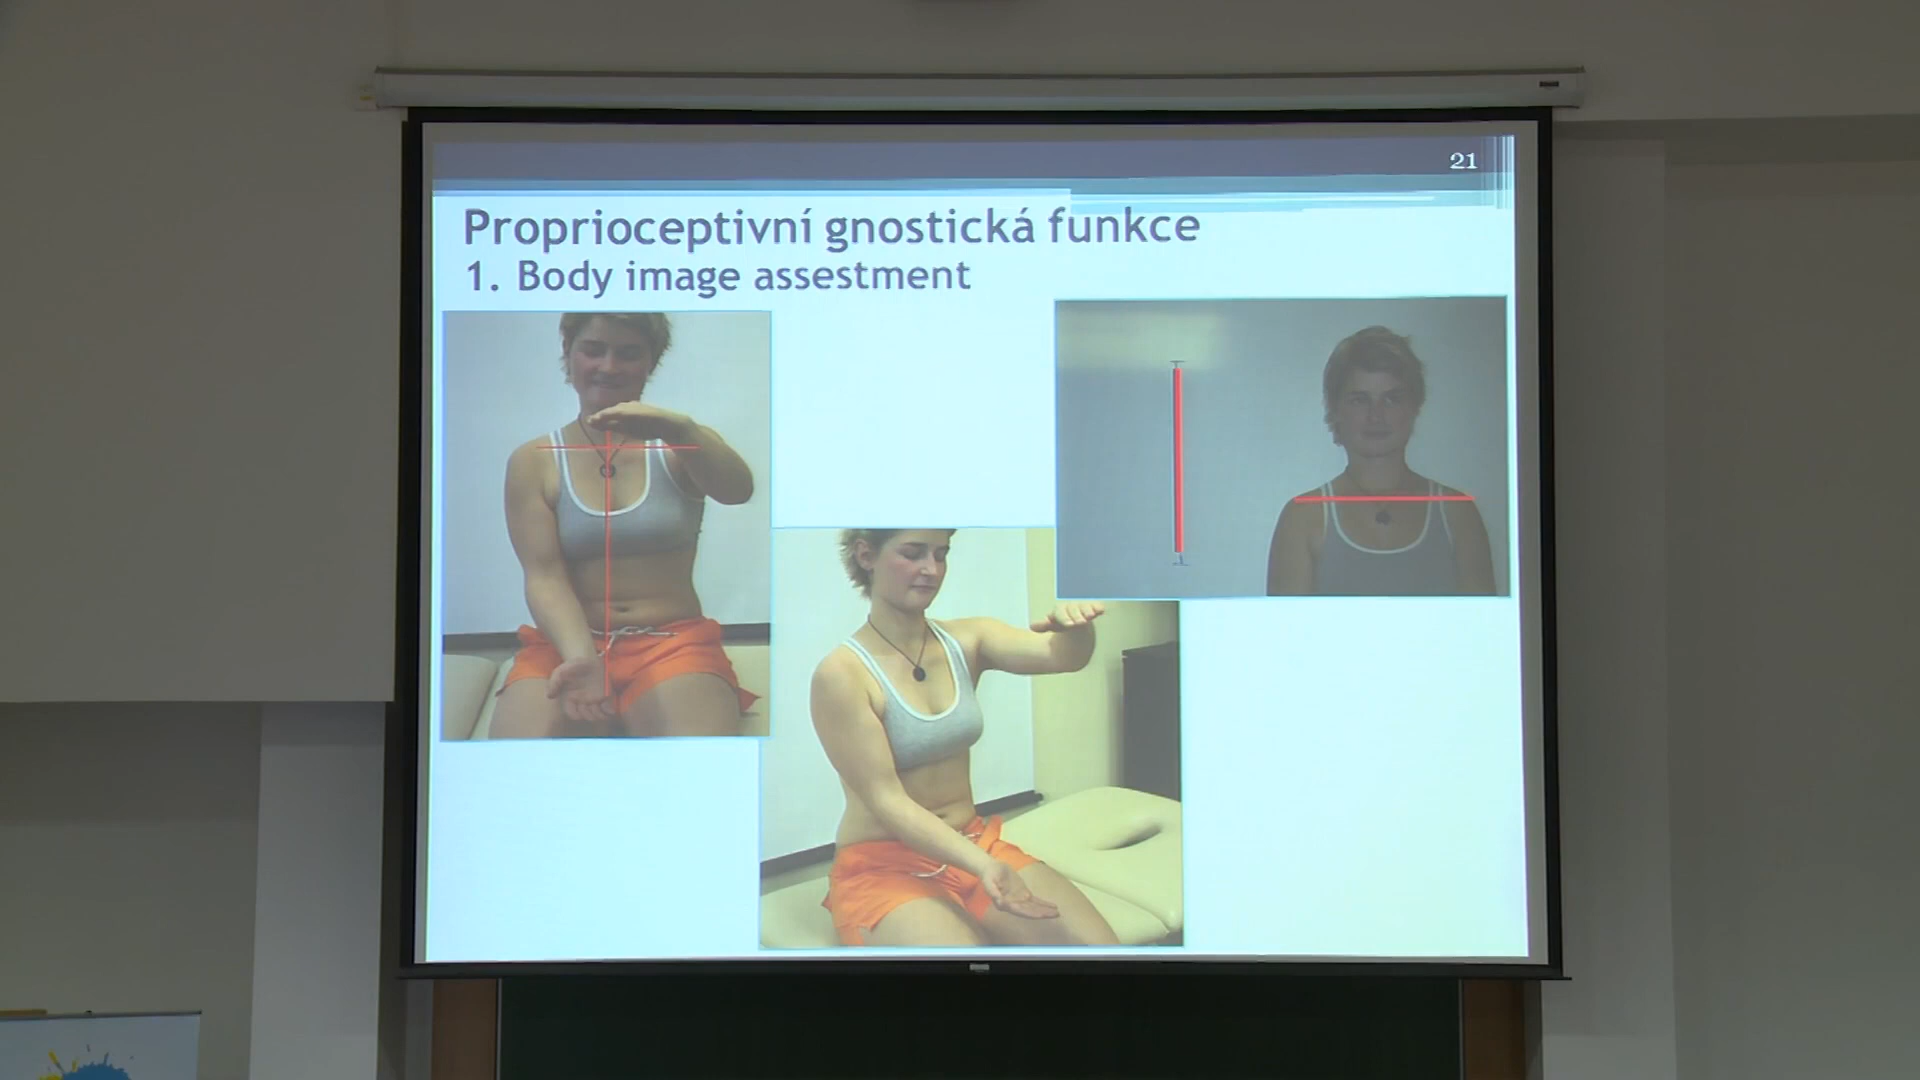 21
Proprioceptivní gnostická funkce
1. Body image assestment